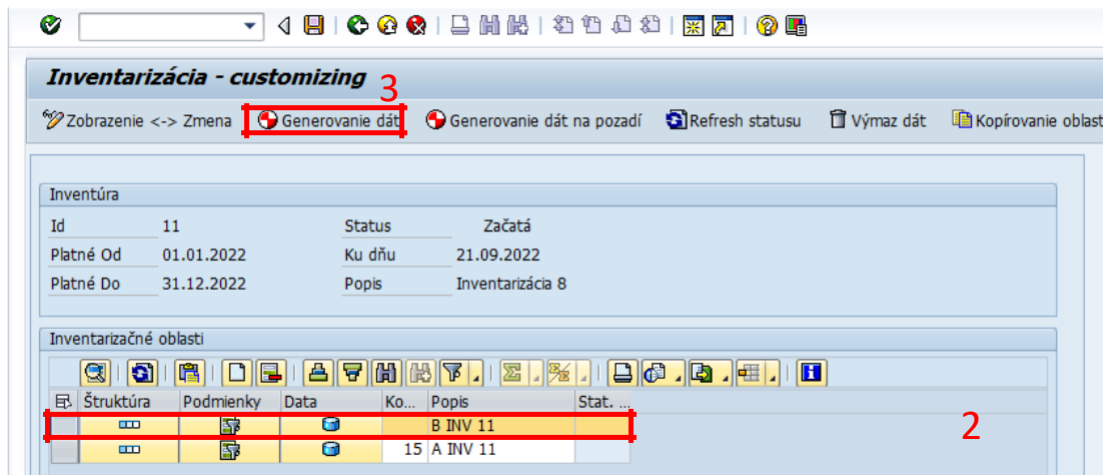 Inventarizácia - customizing
3
Zobrazenie <-> Zmena Generovanie dát Generovanie dát na pozadí Refresh statusu Výmaz dát Kopírovanie oblast
Inventúra
Id 11 Status Začatá
Platné Od 01.01.2022 Ku dňu 21.09.2022
Platné Do 31.12.2022 Popis Inventarizácia 8
Inventarizačné oblasti
Štruktúra Podmienky Data Ko... Popis Stat. ...
B INV 11 2
15 A INV 11